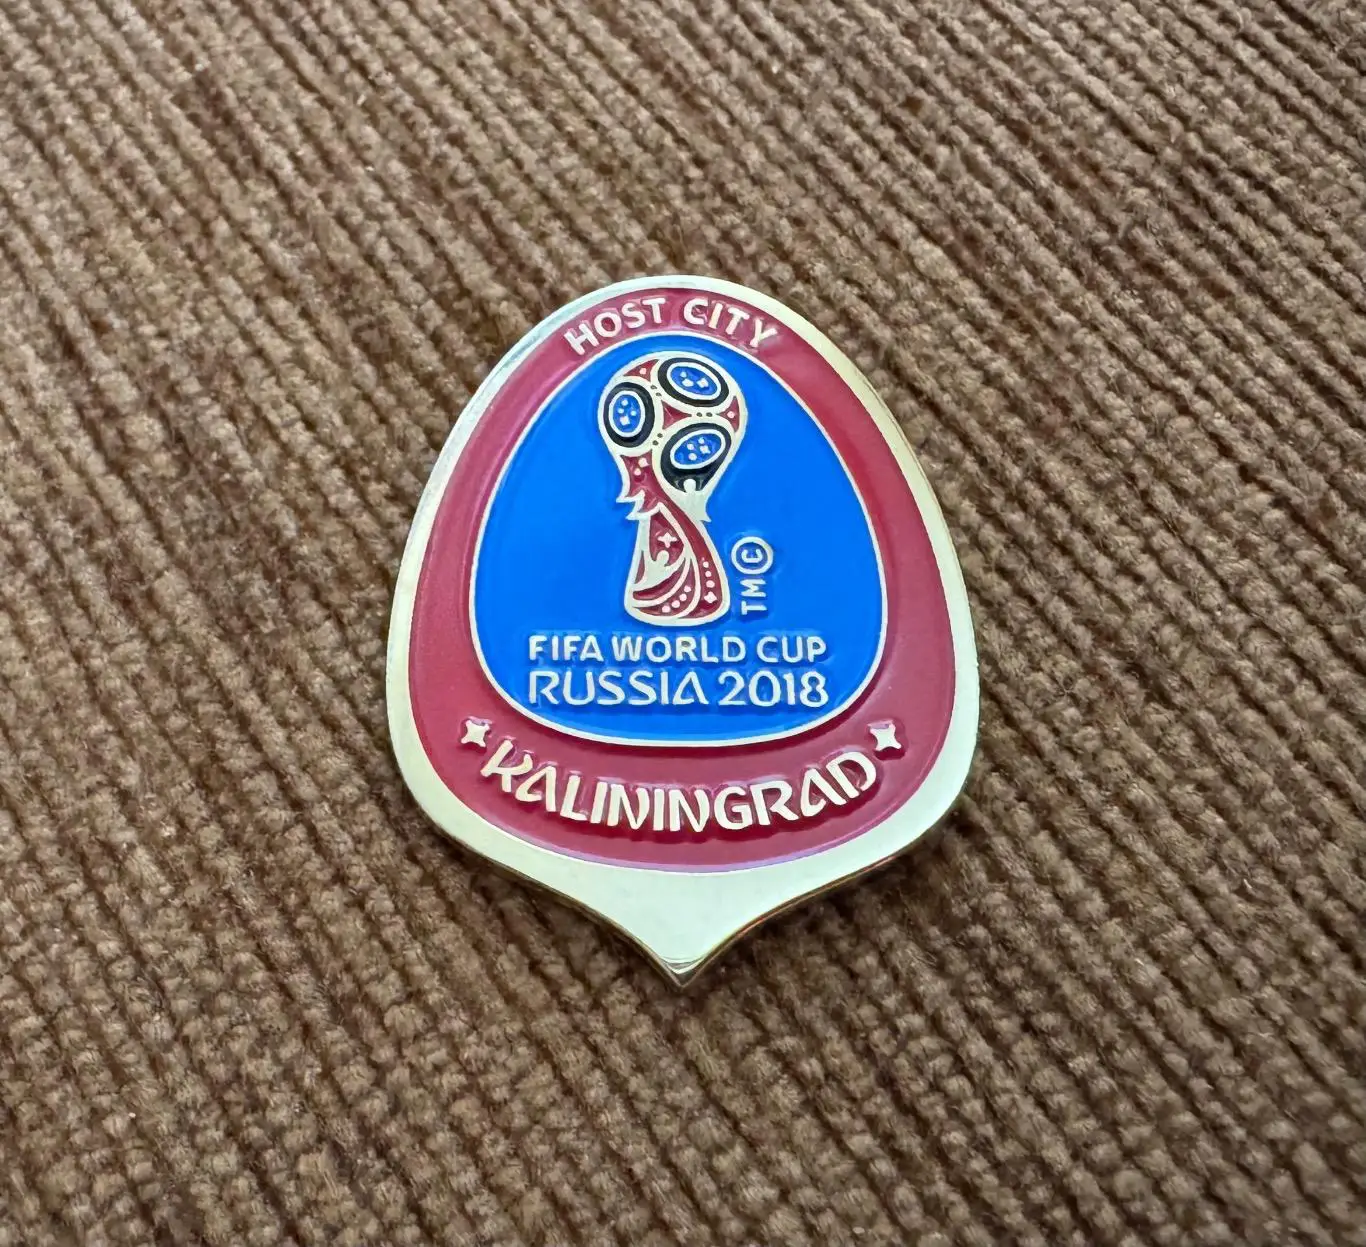 HOST CITY
TM©
FIFA WORLD CUP
RUSSIA 2018
KALININGRAD